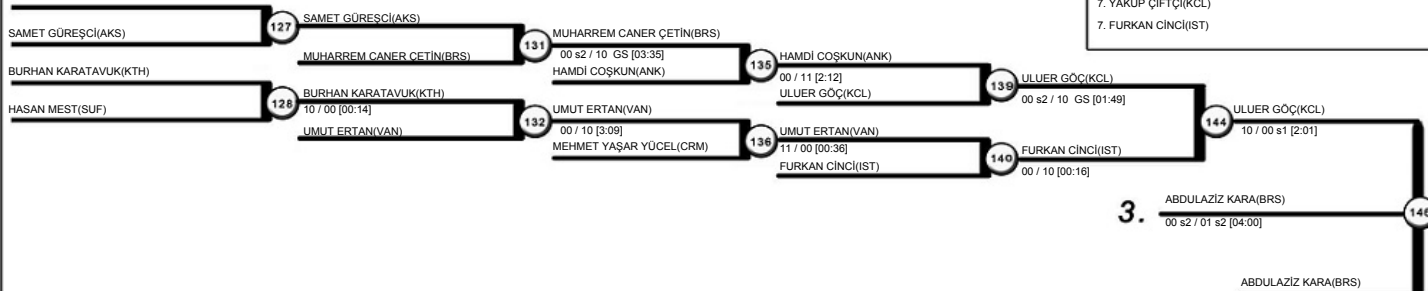 7. YAKUP ÇİFTÇİ(KCL)
7. FURKAN CİNCİ(IST)
SAMET GÜREŞCİ(AKS)
127
SAMET GÜREŞCİ(AKS)
MUHARREM CANER ÇETİN(BRS)
131
MUHARREM CANER ÇETİN(BRS)
00 s2 / 10 GS [03:35]
HAMDİ COŞKUN(ANK)
135
HAMDİ COŞKUN(ANK)
00 / 11 [2:12]
ULUER GÖÇ(KCL)
139
ULUER GÖÇ(KCL)
00 s2 / 10 GS [01:49]
BURHAN KARATAVUK(KTH)
HASAN MEST(SUF)
128
BURHAN KARATAVUK(KTH)
10 / 00 [00:14]
UMUT ERTAN(VAN)
132
UMUT ERTAN(VAN)
00 / 10 [3:09]
MEHMET YAŞAR YÜCEL(CRM)
136
UMUT ERTAN(VAN)
11 / 00 [00:36]
FURKAN CİNCİ(IST)
140
FURKAN CİNCİ(IST)
00 / 10 [00:16]
144
ULUER GÖÇ(KCL)
10 / 00 s1 [2:01]
3.
ABDULAZİZ KARA(BRS)
00 s2 / 01 s2 [04:00]
146
ABDULAZİZ KARA(BRS)